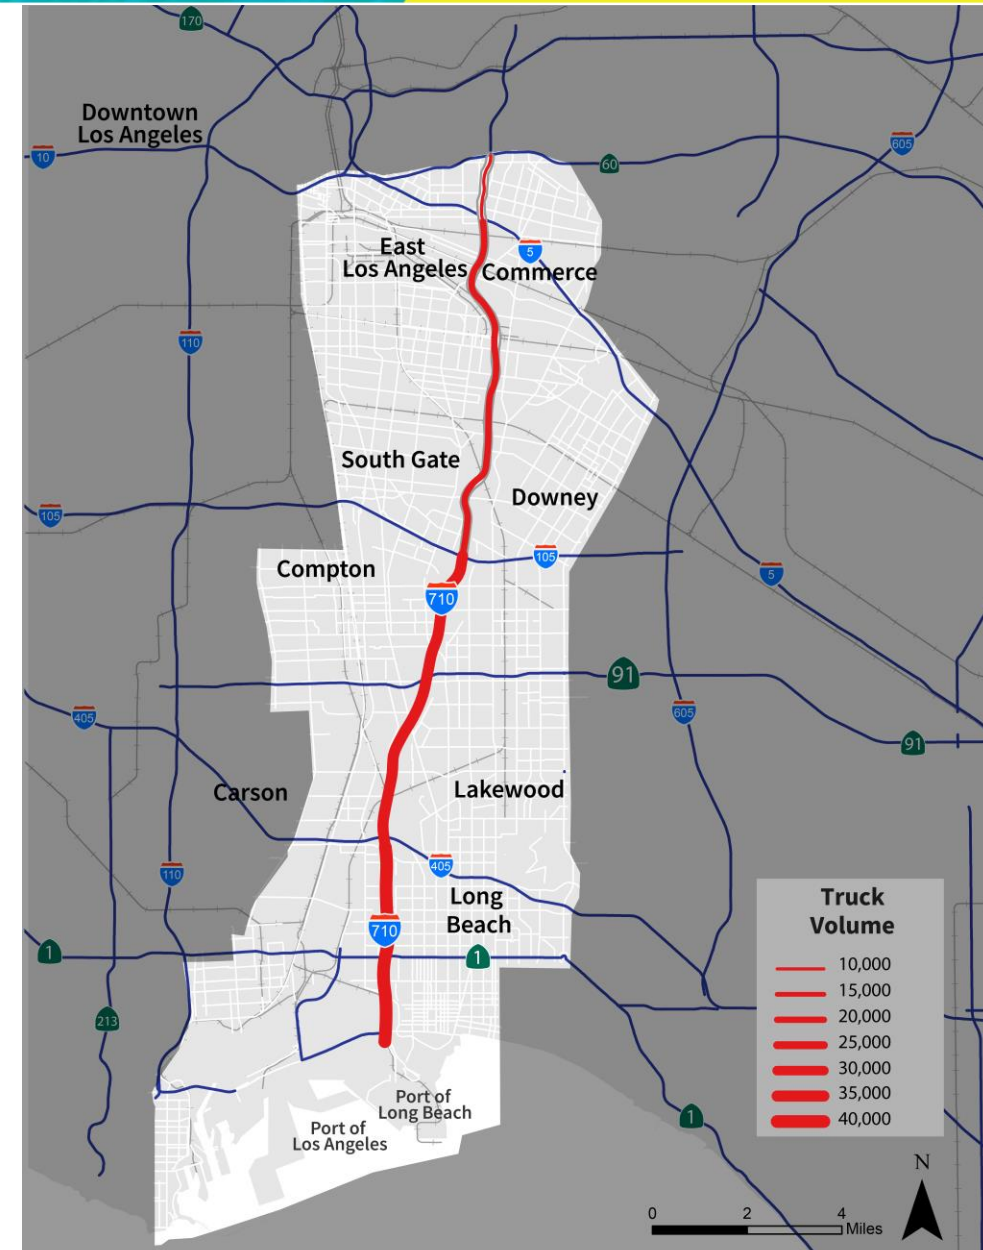 170
Downtown
Los Angeles
10
605
60
East
Los Angeles
5
Commerce
110
South Gate
Downey
105
105
Compton
5
710
91
405
605
91
Carson
Lakewood
405
110
Long
Beach
710
1
1
213
Truck
Volume
10,000
15,000
20,000
25,000
30,000
35,000
40,000
Port of
Long Beach
Port of
Los Angeles
1
N
0 2 4
Miles